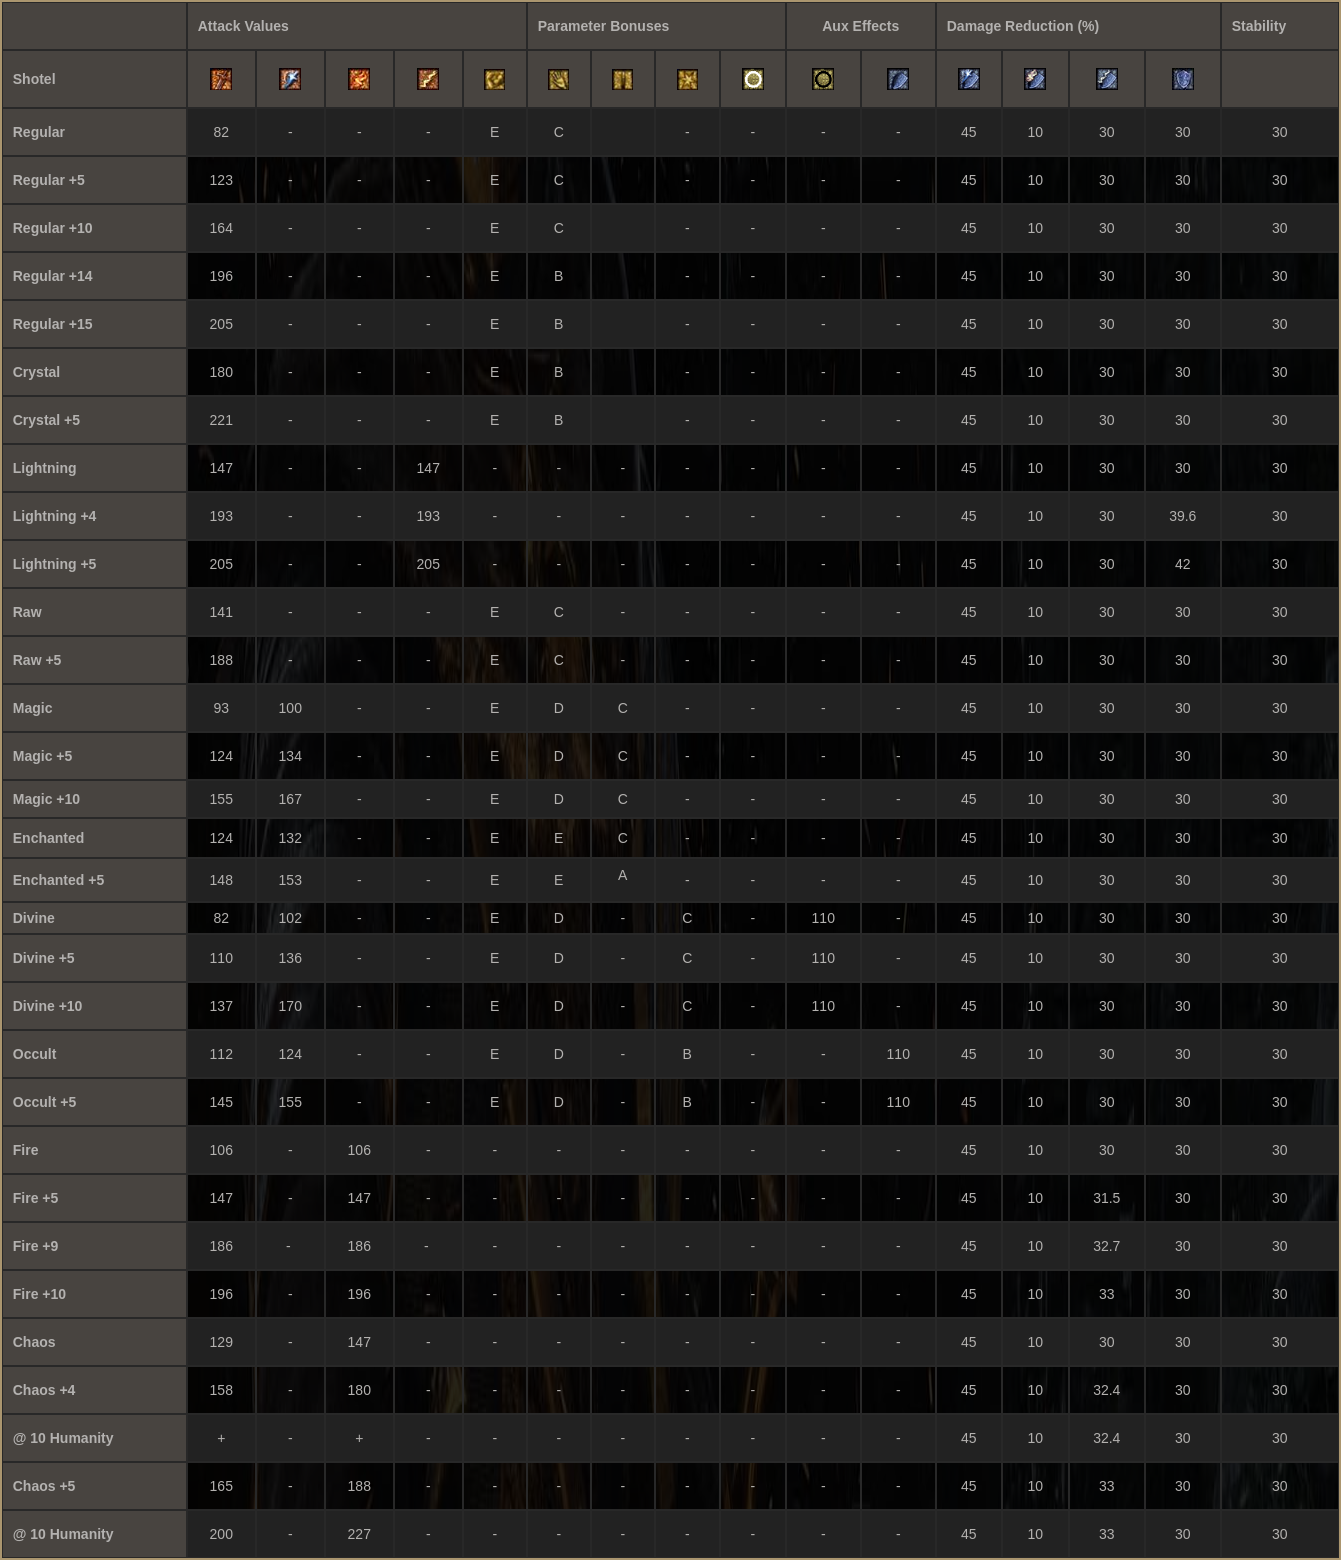 Attack Values Parameter Bonuses Aux Effects Damage Reduction (%) Stability
Shotel
Regular 82 - - - E C - - - - 45 10 30 30 30
Regular +5 123 - - - E C - - - - 45 10 30 30 30
Regular +10 164 - - - E C - - - - 45 10 30 30 30
Regular +14 196 - - - E B - - - - 45 10 30 30 30
Regular +15 205 - - - E B - - - - 45 10 30 30 30
Crystal 180 - - - E B - - - - 45 10 30 30 30
Crystal +5 221 - - - E B - - - - 45 10 30 30 30
Lightning 147 - - 147 - - - - - - - 45 10 30 30 30
Lightning +4 193 - - 193 - - - - - - - 45 10 30 39.6 30
Lightning +5 205 - - 205 - - - - - - - 45 10 30 42 30
Raw 141 - - - E C - - - - - 45 10 30 30 30
Raw +5 188 - - - E C - - - - - 45 10 30 30 30
Magic 93 100 - - E D C - - - - 45 10 30 30 30
Magic +5 124 134 - - E D C - - - - 45 10 30 30 30
Magic +10 155 167 - - E D C - - - - 45 10 30 30 30
Enchanted 124 132 - - E E C - - - - 45 10 30 30 30
Enchanted +5 148 153 - - E E A - - - - 45 10 30 30 30
Divine 82 102 - - E D - C - 110 - 45 10 30 30 30
Divine +5 110 136 - - E D - C - 110 - 45 10 30 30 30
Divine +10 137 170 - - E D - C - 110 - 45 10 30 30 30
Occult 112 124 - - E D - B - - 110 45 10 30 30 30
Occult +5 145 155 - - E D - B - - 110 45 10 30 30 30
Fire 106 - 106 - - - - - - - - 45 10 30 30 30
Fire +5 147 - 147 - - - - - - - - 45 10 31.5 30 30
Fire +9 186 - 186 - - - - - - - - 45 10 32.7 30 30
Fire +10 196 - 196 - - - - - - - - 45 10 33 30 30
Chaos 129 - 147 - - - - - - - - 45 10 30 30 30
Chaos +4 158 - 180 - - - - - - - - 45 10 32.4 30 30
@ 10 Humanity + - + - - - - - - - - 45 10 32.4 30 30
Chaos +5 165 - 188 - - - - - - - - 45 10 33 30 30
@ 10 Humanity 200 - 227 - - - - - - - - 45 10 33 30 30